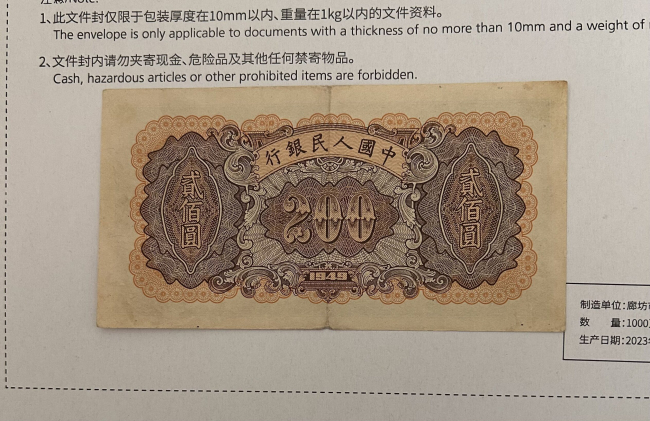 1、此文件封仅限于包装厚度在10mm以内、重量在1kg以内的文件资料。
The envelope is only applicable to documents with a thickness of no more than 10mm and a weight of
2、文件封内请勿夹寄现金、危险品及其他任何禁寄物品。
Cash, hazardous articles or other prohibited items are forbidden.
行銀民人國中
貳佰圓
200
貳佰圓
1949
制造单位:廊坊
数 量:1000
生产日期:2023